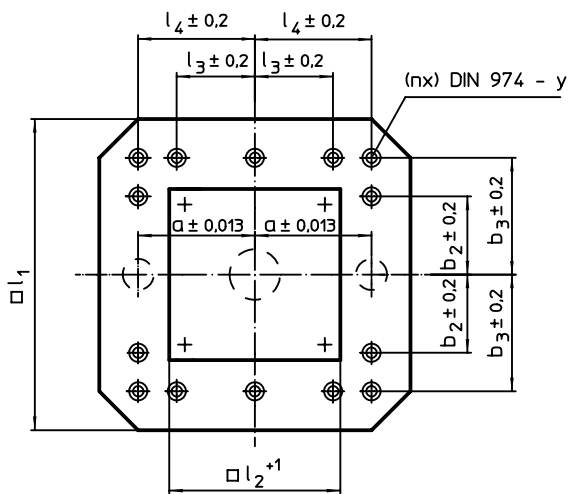 l4 ± 0,2 l4 ± 0,2
l3 ± 0,2 l3 ± 0,2
(nx) DIN 974 - y
a ± 0,013 a ± 0,013
b2 ± 0,2
b3 ± 0,2
□ l1
b2 ± 0,2
b3 ± 0,2
□ l2 +1